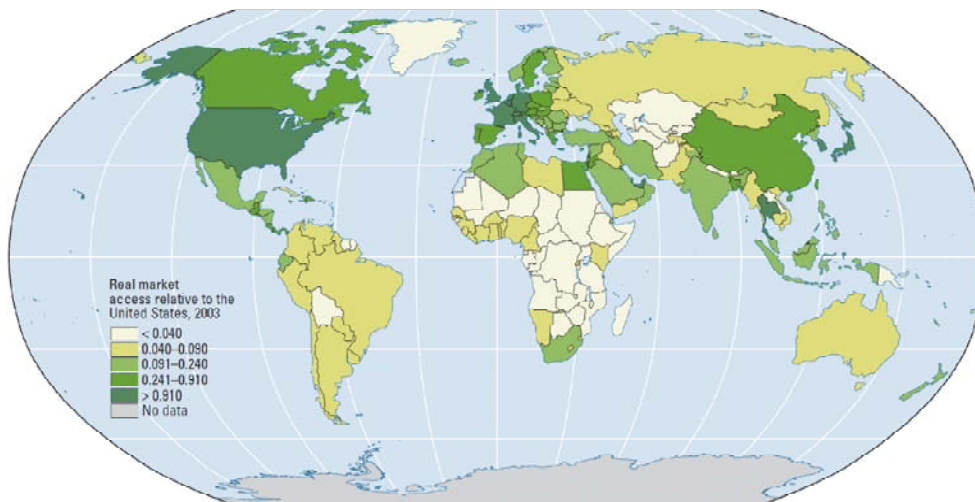 Real market
access relative to the
United States, 2003
< 0.040
0.040–0.090
0.091–0.240
0.241–0.910
> 0.910
No data